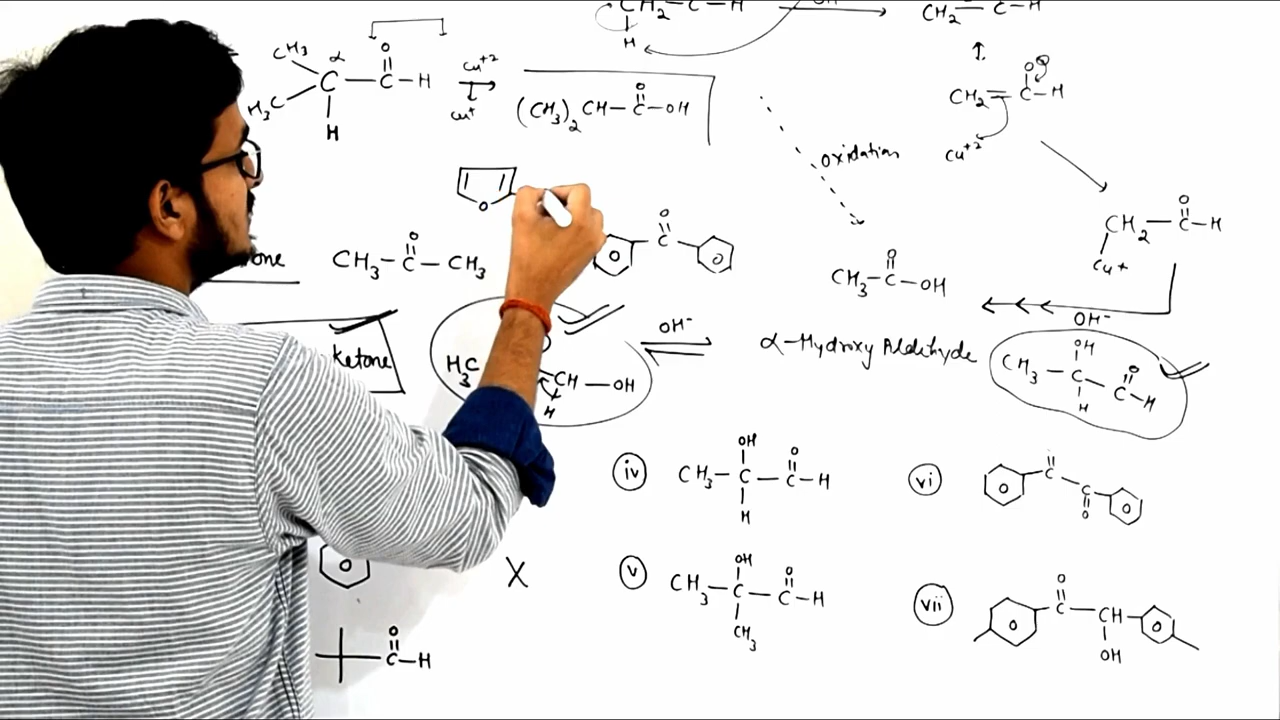 CH2 – C – H
OH
H
CH2 = C – H
CH3
H3C
α
C – C – H
O
H
Cu+2
Cu+
(CH3)2 CH – C – OH
O
CH2 = C – H
O⊖
Cu+2
oxidation
O
CH2 – C – H
O
Cu+
CH3 – C – CH3
O
C
O
CH3 – C – OH
O
Ketone
H3C
CH – OH
H
OH-
α-Hydroxy Aldehyde
OH-
CH3 – C – C – H
OH
O
H
iv
CH3 – C – C – H
OH
O
H
vi
C
O
X
v
CH3 – C – C – H
OH
O
CH3
vii
C – CH
O
OH
C – H
O